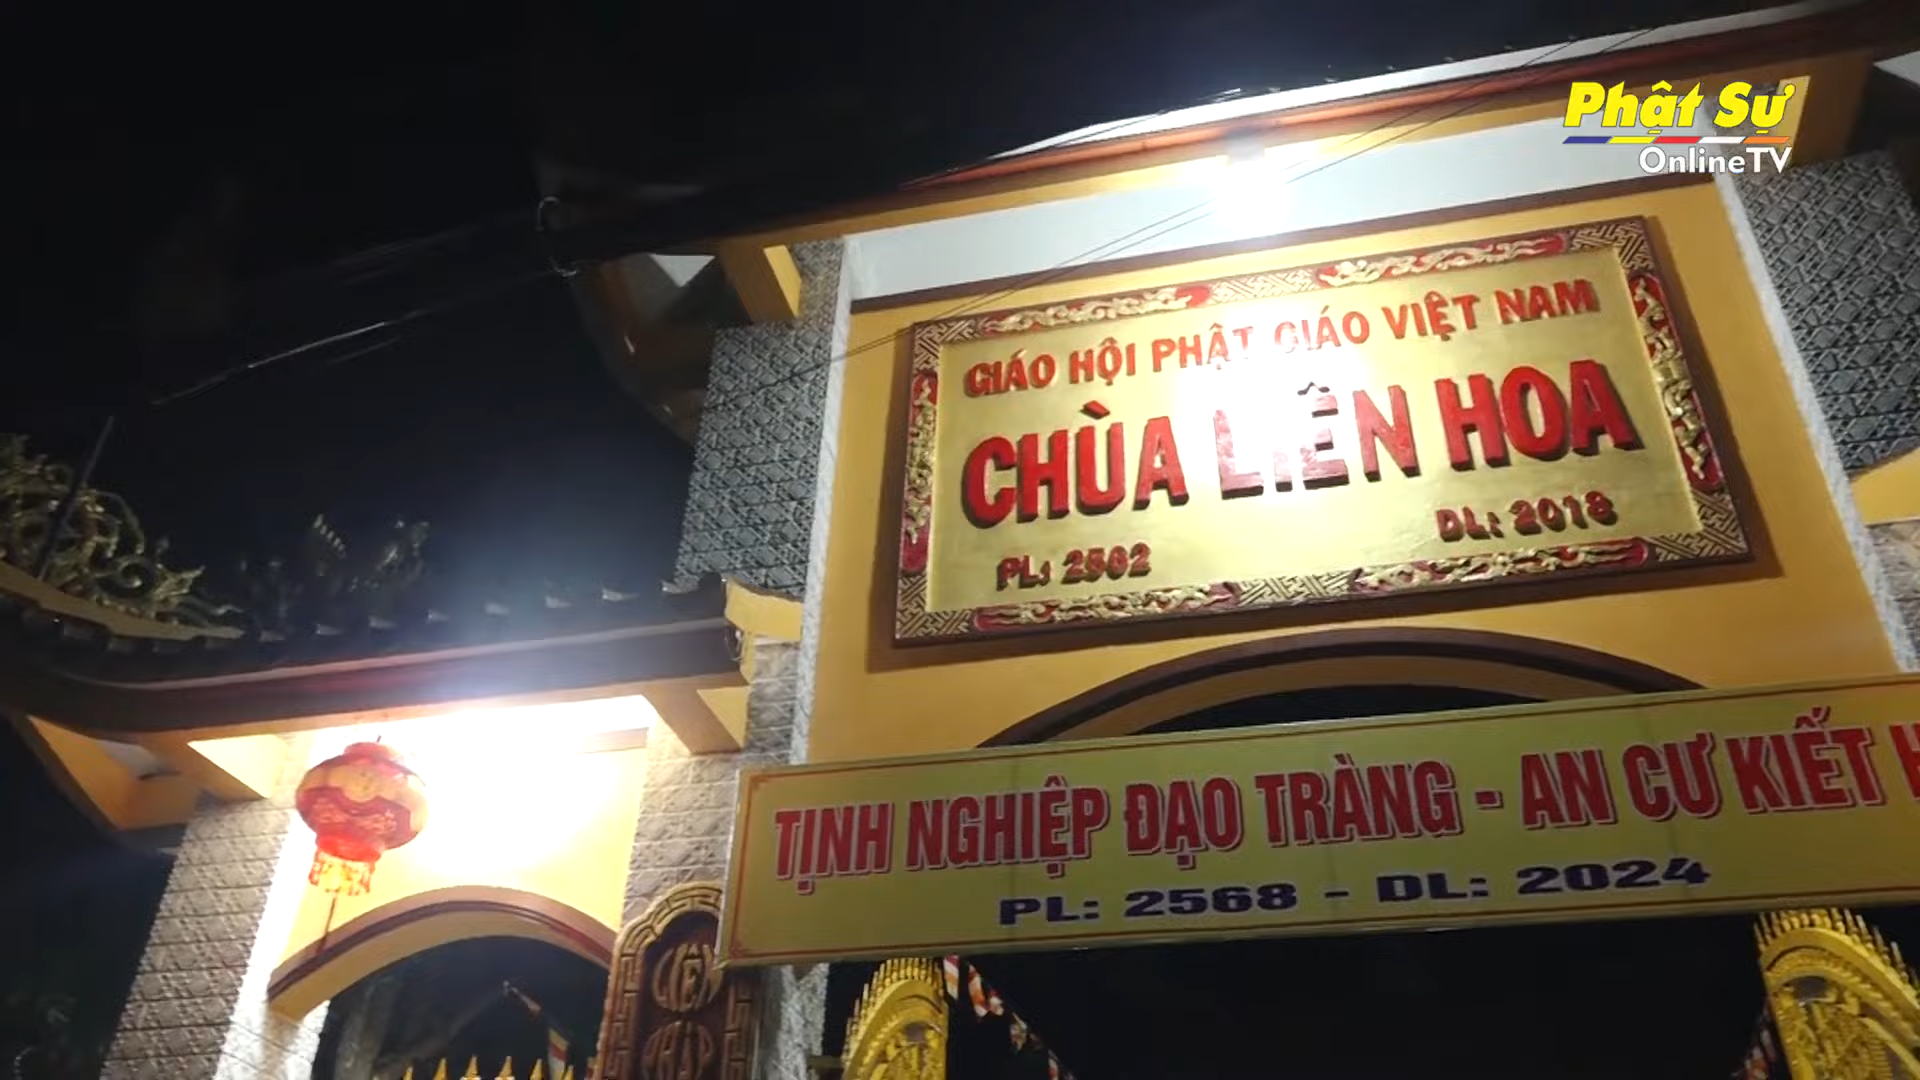 Phật Sự
OnlineTV
GIÁO HỘI PHẬT GIÁO VIỆT NAM
CHÙA LIÊN HOA
PL: 2562
DL: 2018
TỊNH NGHIỆP ĐẠO TRÀNG - AN CƯ KIẾT H
PL: 2568 - DL: 2024